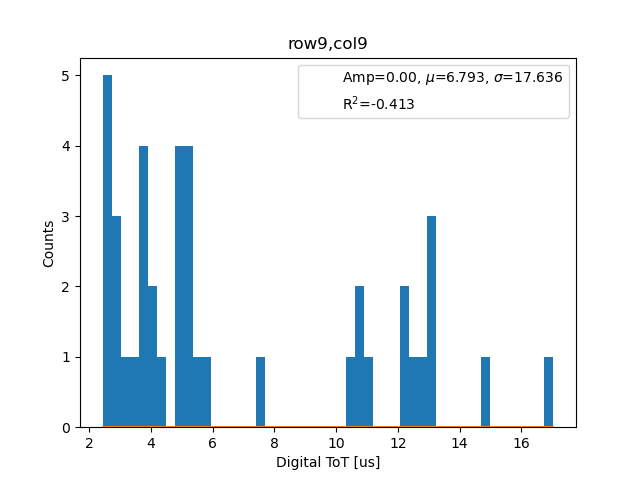 row9,col9
Amp=0.00, μ=6.793, σ=17.636
R²=-0.413
5
4
3
2
1
0
Counts
2 4 6 8 10 12 14 16
Digital ToT [us]